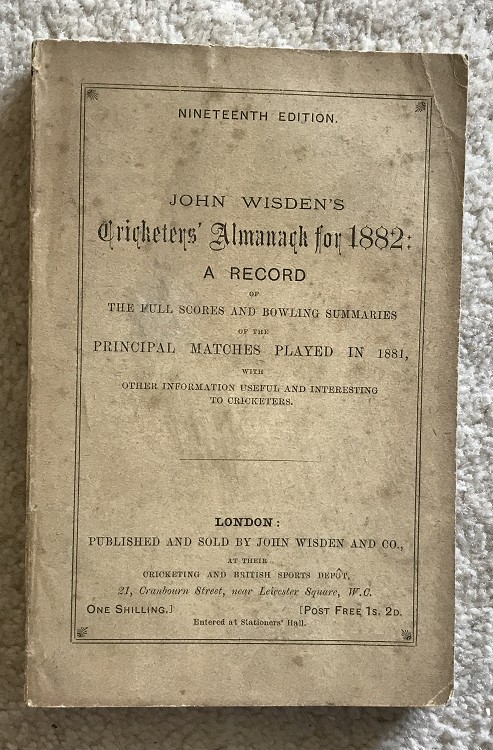 NINETEENTH EDITION.
JOHN WISDEN'S
Cricketers' Almanack for 1882:
A RECORD
OF
THE FULL SCORES AND BOWLING SUMMARIES
OF THE
PRINCIPAL MATCHES PLAYED IN 1881,
WITH
OTHER INFORMATION USEFUL AND INTERESTING
TO CRICKETERS.
LONDON:
PUBLISHED AND SOLD BY JOHN WISDEN AND CO.,
AT THEIR
CRICKETING AND BRITISH SPORTS DEPÔT,
21, Cranbourn Street, near Leicester Square, W.C.
ONE SHILLING.] [POST FREE 1S. 2D.
Entered at Stationers' Hall.